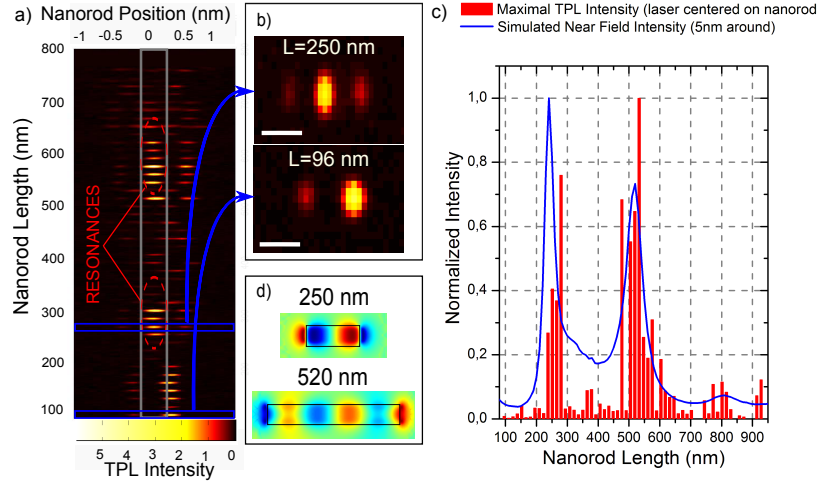 a)
Nanorod Position (nm)
-1 -0.5 0 0.5 1
800
700
600
500
400
300
200
100
Nanorod Length (nm)
RESONANCES
5 4 3 2 1 0
TPL Intensity
b)
L=250 nm
L=96 nm
d)
250 nm
520 nm
c)
Maximal TPL Intensity (laser centered on nanorod
Simulated Near Field Intensity (5nm around)
1,0
0,8
0,6
0,4
0,2
0,0
Normalized Intensity
100 200 300 400 500 600 700 800 900
Nanorod Length (nm)